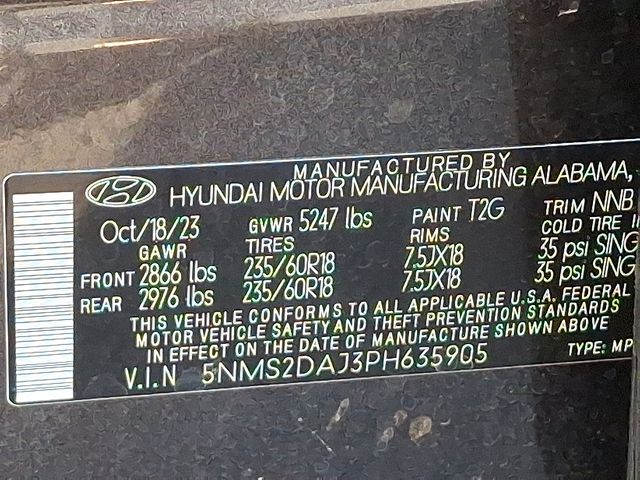 MANUFACTURED BY
HYUNDAI MOTOR MANUFACTURING ALABAMA,
Oct/18/23 GVWR 5247 lbs PAINT T2G TRIM NNB
GAWR TIRES RIMS COLD TIRE
FRONT 2866 lbs 235/60R18 7.5JX18 35 psi SING
REAR 2976 lbs 235/60R18 7.5JX18 35 psi SING
THIS VEHICLE CONFORMS TO ALL APPLICABLE U.S.A. FEDERAL
MOTOR VEHICLE SAFETY AND THEFT PREVENTION STANDARDS
IN EFFECT ON THE DATE OF MANUFACTURE SHOWN ABOVE
V.I.N 5NMS2DAJ3PH635905 TYPE: MP